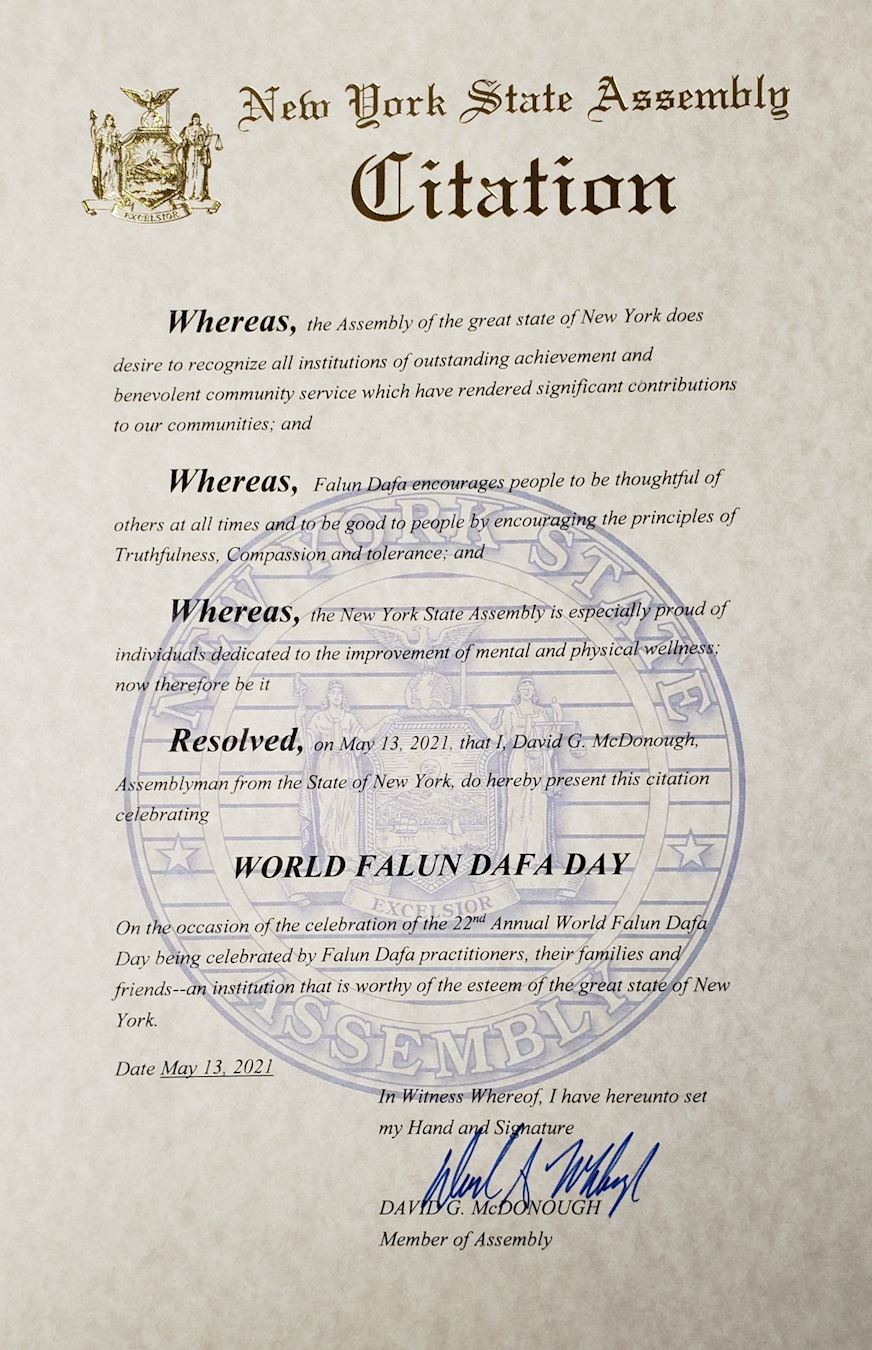 New York State Assembly
Citation
EXCELSIOR
Whereas, the Assembly of the great state of New York does
desire to recognize all institutions of outstanding achievement and
benevolent community service which have rendered significant contributions
to our communities; and
Whereas, Falun Dafa encourages people to be thoughtful of
others at all times and to be good to people by encouraging the principles of
Truthfulness, Compassion and tolerance; and
Whereas, the New York State Assembly is especially proud of
individuals dedicated to the improvement of mental and physical wellness;
now therefore be it
Resolved, on May 13, 2021, that I, David G. McDonough,
Assemblyman from the State of New York, do hereby present this citation
celebrating
WORLD FALUN DAFA DAY
On the occasion of the celebration of the 22nd Annual World Falun Dafa
Day being celebrated by Falun Dafa practitioners, their families and
friends--an institution that is worthy of the esteem of the great state of New
York.
Date May 13, 2021
In Witness Whereof, I have hereunto set
my Hand and Signature
DAVID G. McDONOUGH
Member of Assembly
NEW YORK STATE
EXCELSIOR
ASSEMBLY